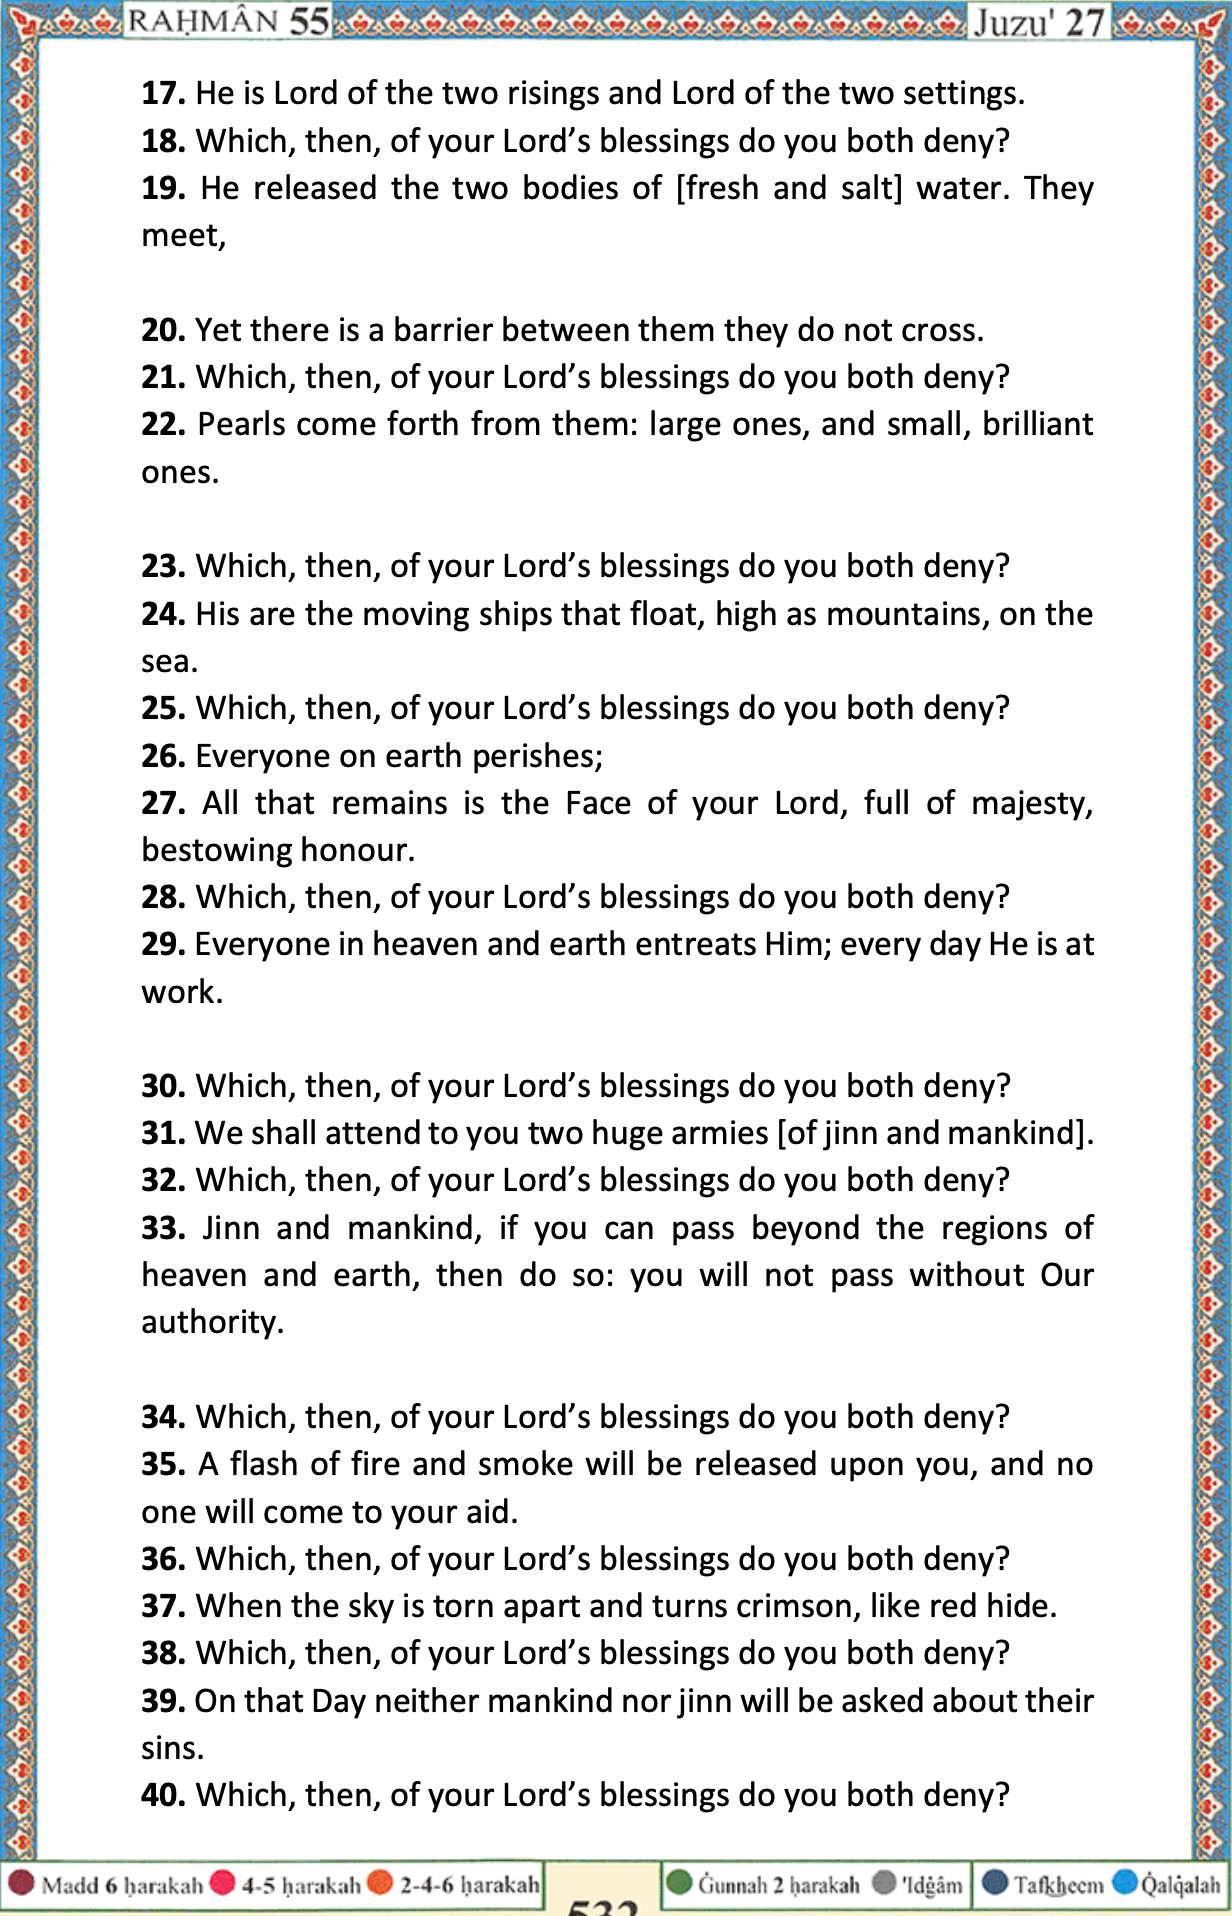 RAḤMÂN 55
Juzu' 27
17. He is Lord of the two risings and Lord of the two settings.
18. Which, then, of your Lord’s blessings do you both deny?
19. He released the two bodies of [fresh and salt] water. They
meet,
20. Yet there is a barrier between them they do not cross.
21. Which, then, of your Lord’s blessings do you both deny?
22. Pearls come forth from them: large ones, and small, brilliant
ones.
23. Which, then, of your Lord’s blessings do you both deny?
24. His are the moving ships that float, high as mountains, on the
sea.
25. Which, then, of your Lord’s blessings do you both deny?
26. Everyone on earth perishes;
27. All that remains is the Face of your Lord, full of majesty,
bestowing honour.
28. Which, then, of your Lord’s blessings do you both deny?
29. Everyone in heaven and earth entreats Him; every day He is at
work.
30. Which, then, of your Lord’s blessings do you both deny?
31. We shall attend to you two huge armies [of jinn and mankind].
32. Which, then, of your Lord’s blessings do you both deny?
33. Jinn and mankind, if you can pass beyond the regions of
heaven and earth, then do so: you will not pass without Our
authority.
34. Which, then, of your Lord’s blessings do you both deny?
35. A flash of fire and smoke will be released upon you, and no
one will come to your aid.
36. Which, then, of your Lord’s blessings do you both deny?
37. When the sky is torn apart and turns crimson, like red hide.
38. Which, then, of your Lord’s blessings do you both deny?
39. On that Day neither mankind nor jinn will be asked about their
sins.
40. Which, then, of your Lord’s blessings do you both deny?
Madd 6 ḥarakah 4-5 ḥarakah 2-4-6 ḥarakah
532
Ġunnah 2 ḥarakah 'Idġâm Tafkheem Q̇alq̇alah